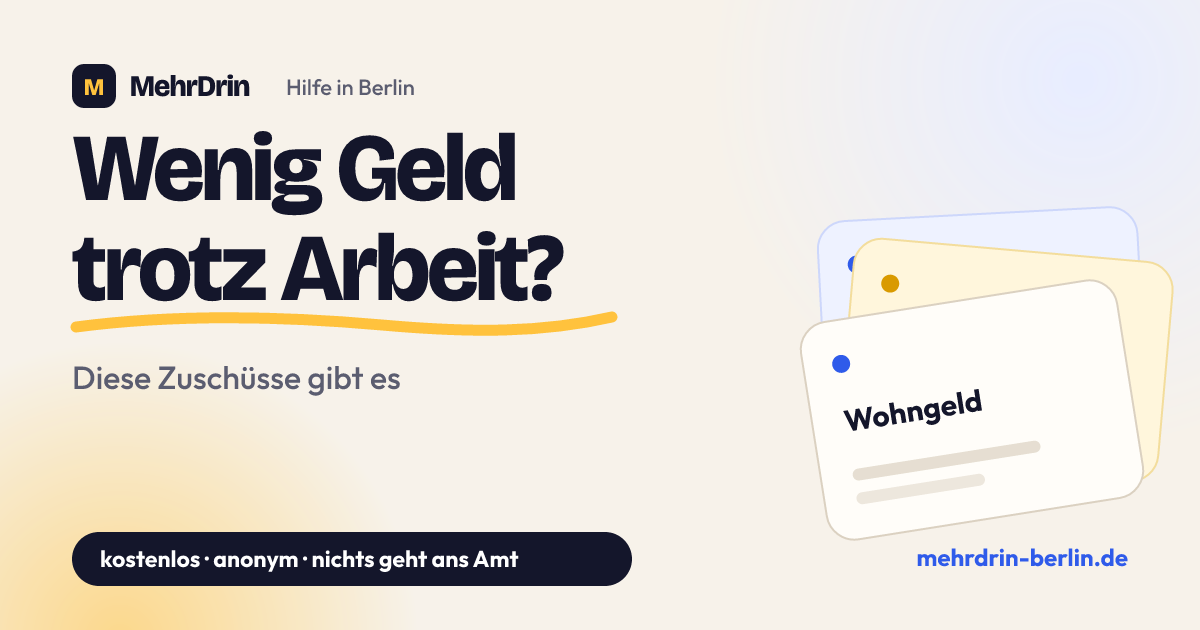 M MehrDrin Hilfe in Berlin
Wenig Geld
trotz Arbeit?
Diese Zuschüsse gibt es
Wohngeld
kostenlos · anonym · nichts geht ans Amt
mehrdrin-berlin.de